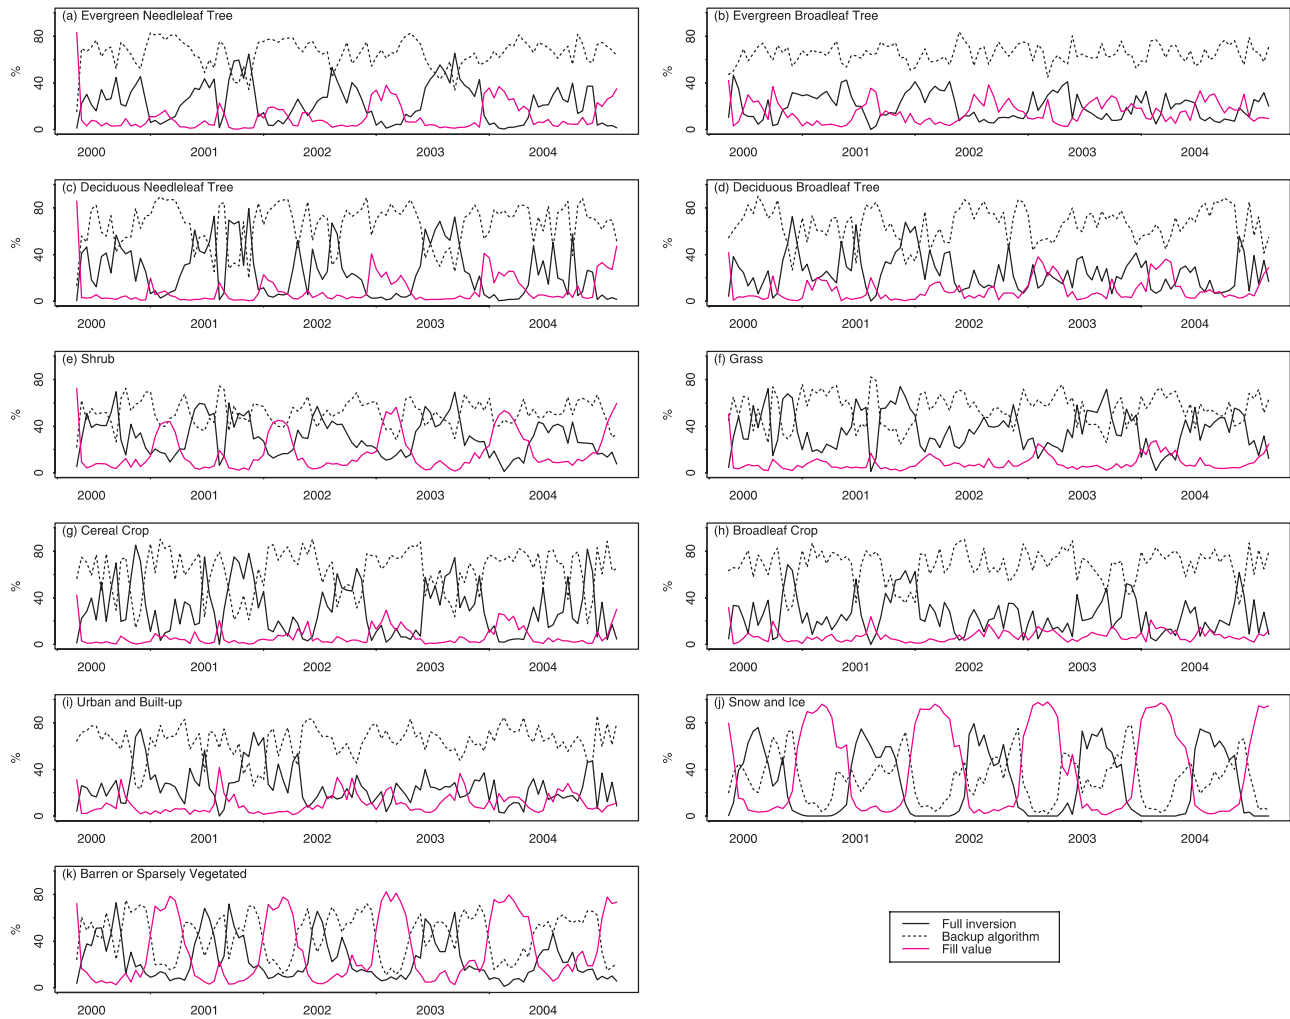 (a) Evergreen Needleleaf Tree
80
40
0
%
2000 2001 2002 2003 2004
(b) Evergreen Broadleaf Tree
80
40
0
%
2000 2001 2002 2003 2004
(c) Deciduous Needleleaf Tree
80
40
0
%
2000 2001 2002 2003 2004
(d) Deciduous Broadleaf Tree
80
40
0
%
2000 2001 2002 2003 2004
(e) Shrub
80
40
0
%
2000 2001 2002 2003 2004
(f) Grass
80
40
0
%
2000 2001 2002 2003 2004
(g) Cereal Crop
80
40
0
%
2000 2001 2002 2003 2004
(h) Broadleaf Crop
80
40
0
%
2000 2001 2002 2003 2004
(i) Urban and Built-up
80
40
0
%
2000 2001 2002 2003 2004
(j) Snow and Ice
80
40
0
%
2000 2001 2002 2003 2004
(k) Barren or Sparsely Vegetated
80
40
0
%
2000 2001 2002 2003 2004
Full inversion
Backup algorithm
Fill value